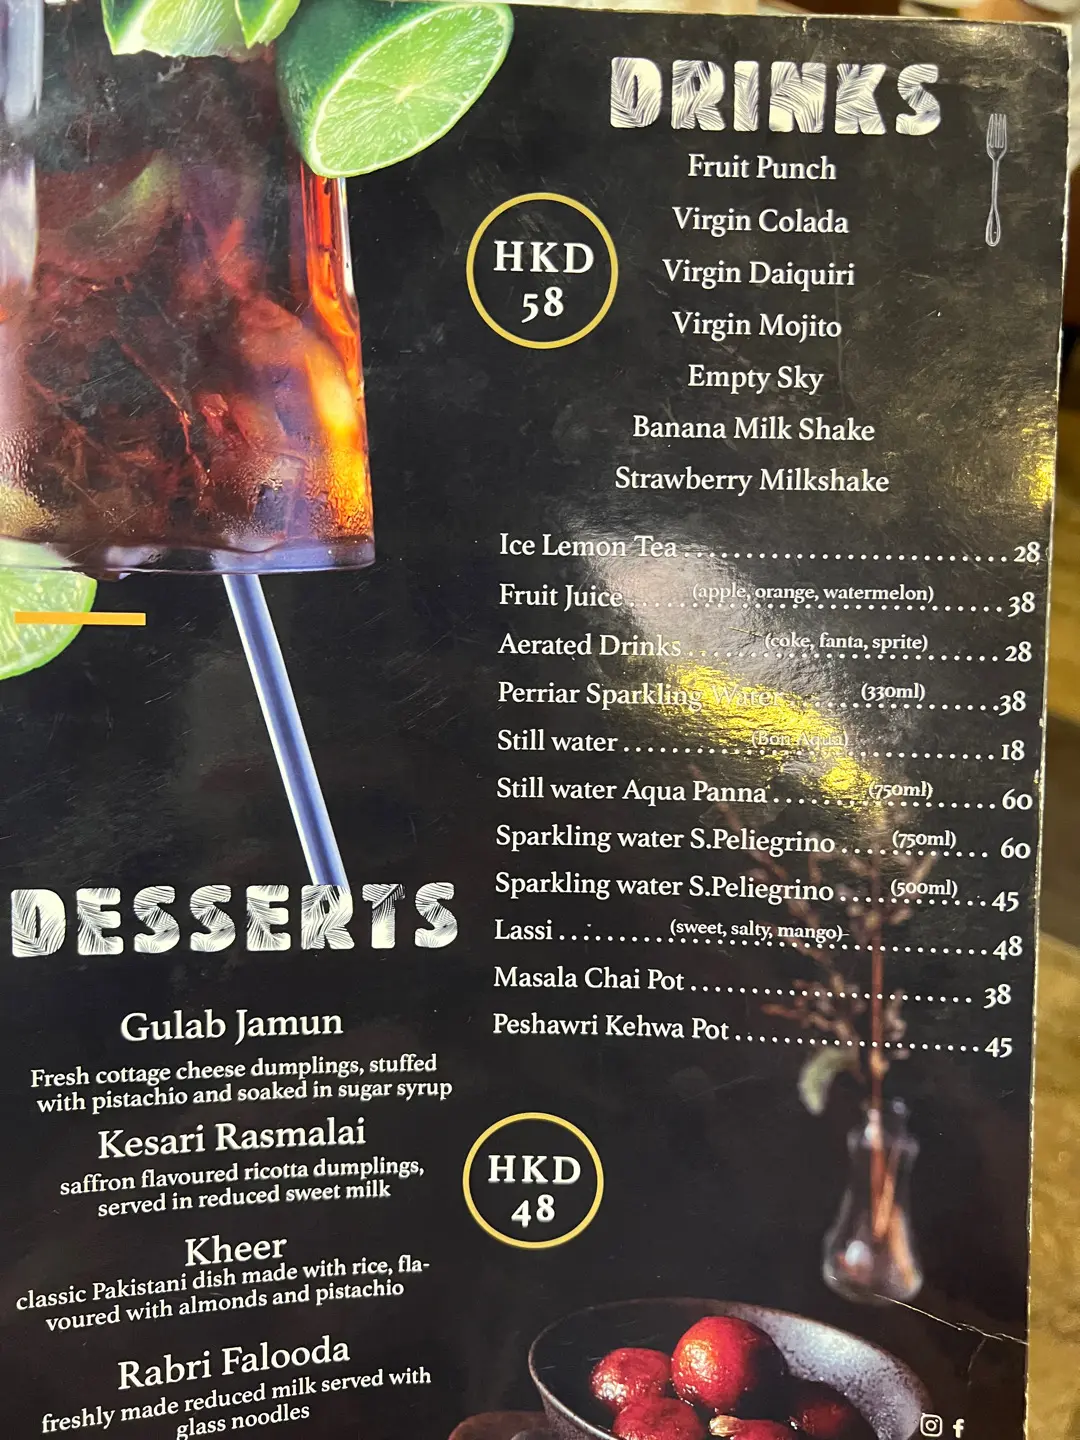 DRINKS
HKD
58
Fruit Punch
Virgin Colada
Virgin Daiquiri
Virgin Mojito
Empty Sky
Banana Milk Shake
Strawberry Milkshake
Ice Lemon Tea 28
Fruit Juice (apple, orange, watermelon) 38
Aerated Drinks (coke, fanta, sprite) 28
Perriar Sparkling Water (330ml) 38
Still water (Bon Aqua) 18
Still water Aqua Panna (750ml) 60
Sparkling water S.Peliegrino (750ml) 60
Sparkling water S.Peliegrino (500ml) 45
Lassi (sweet, salty, mango) 48
Masala Chai Pot 38
Peshawri Kehwa Pot 45
DESSERTS
HKD
48
Gulab Jamun
Fresh cottage cheese dumplings, stuffed
with pistachio and soaked in sugar syrup
Kesari Rasmalai
saffron flavoured ricotta dumplings,
served in reduced sweet milk
Kheer
classic Pakistani dish made with rice, fla-
voured with almonds and pistachio
Rabri Falooda
freshly made reduced milk served with
glass noodles